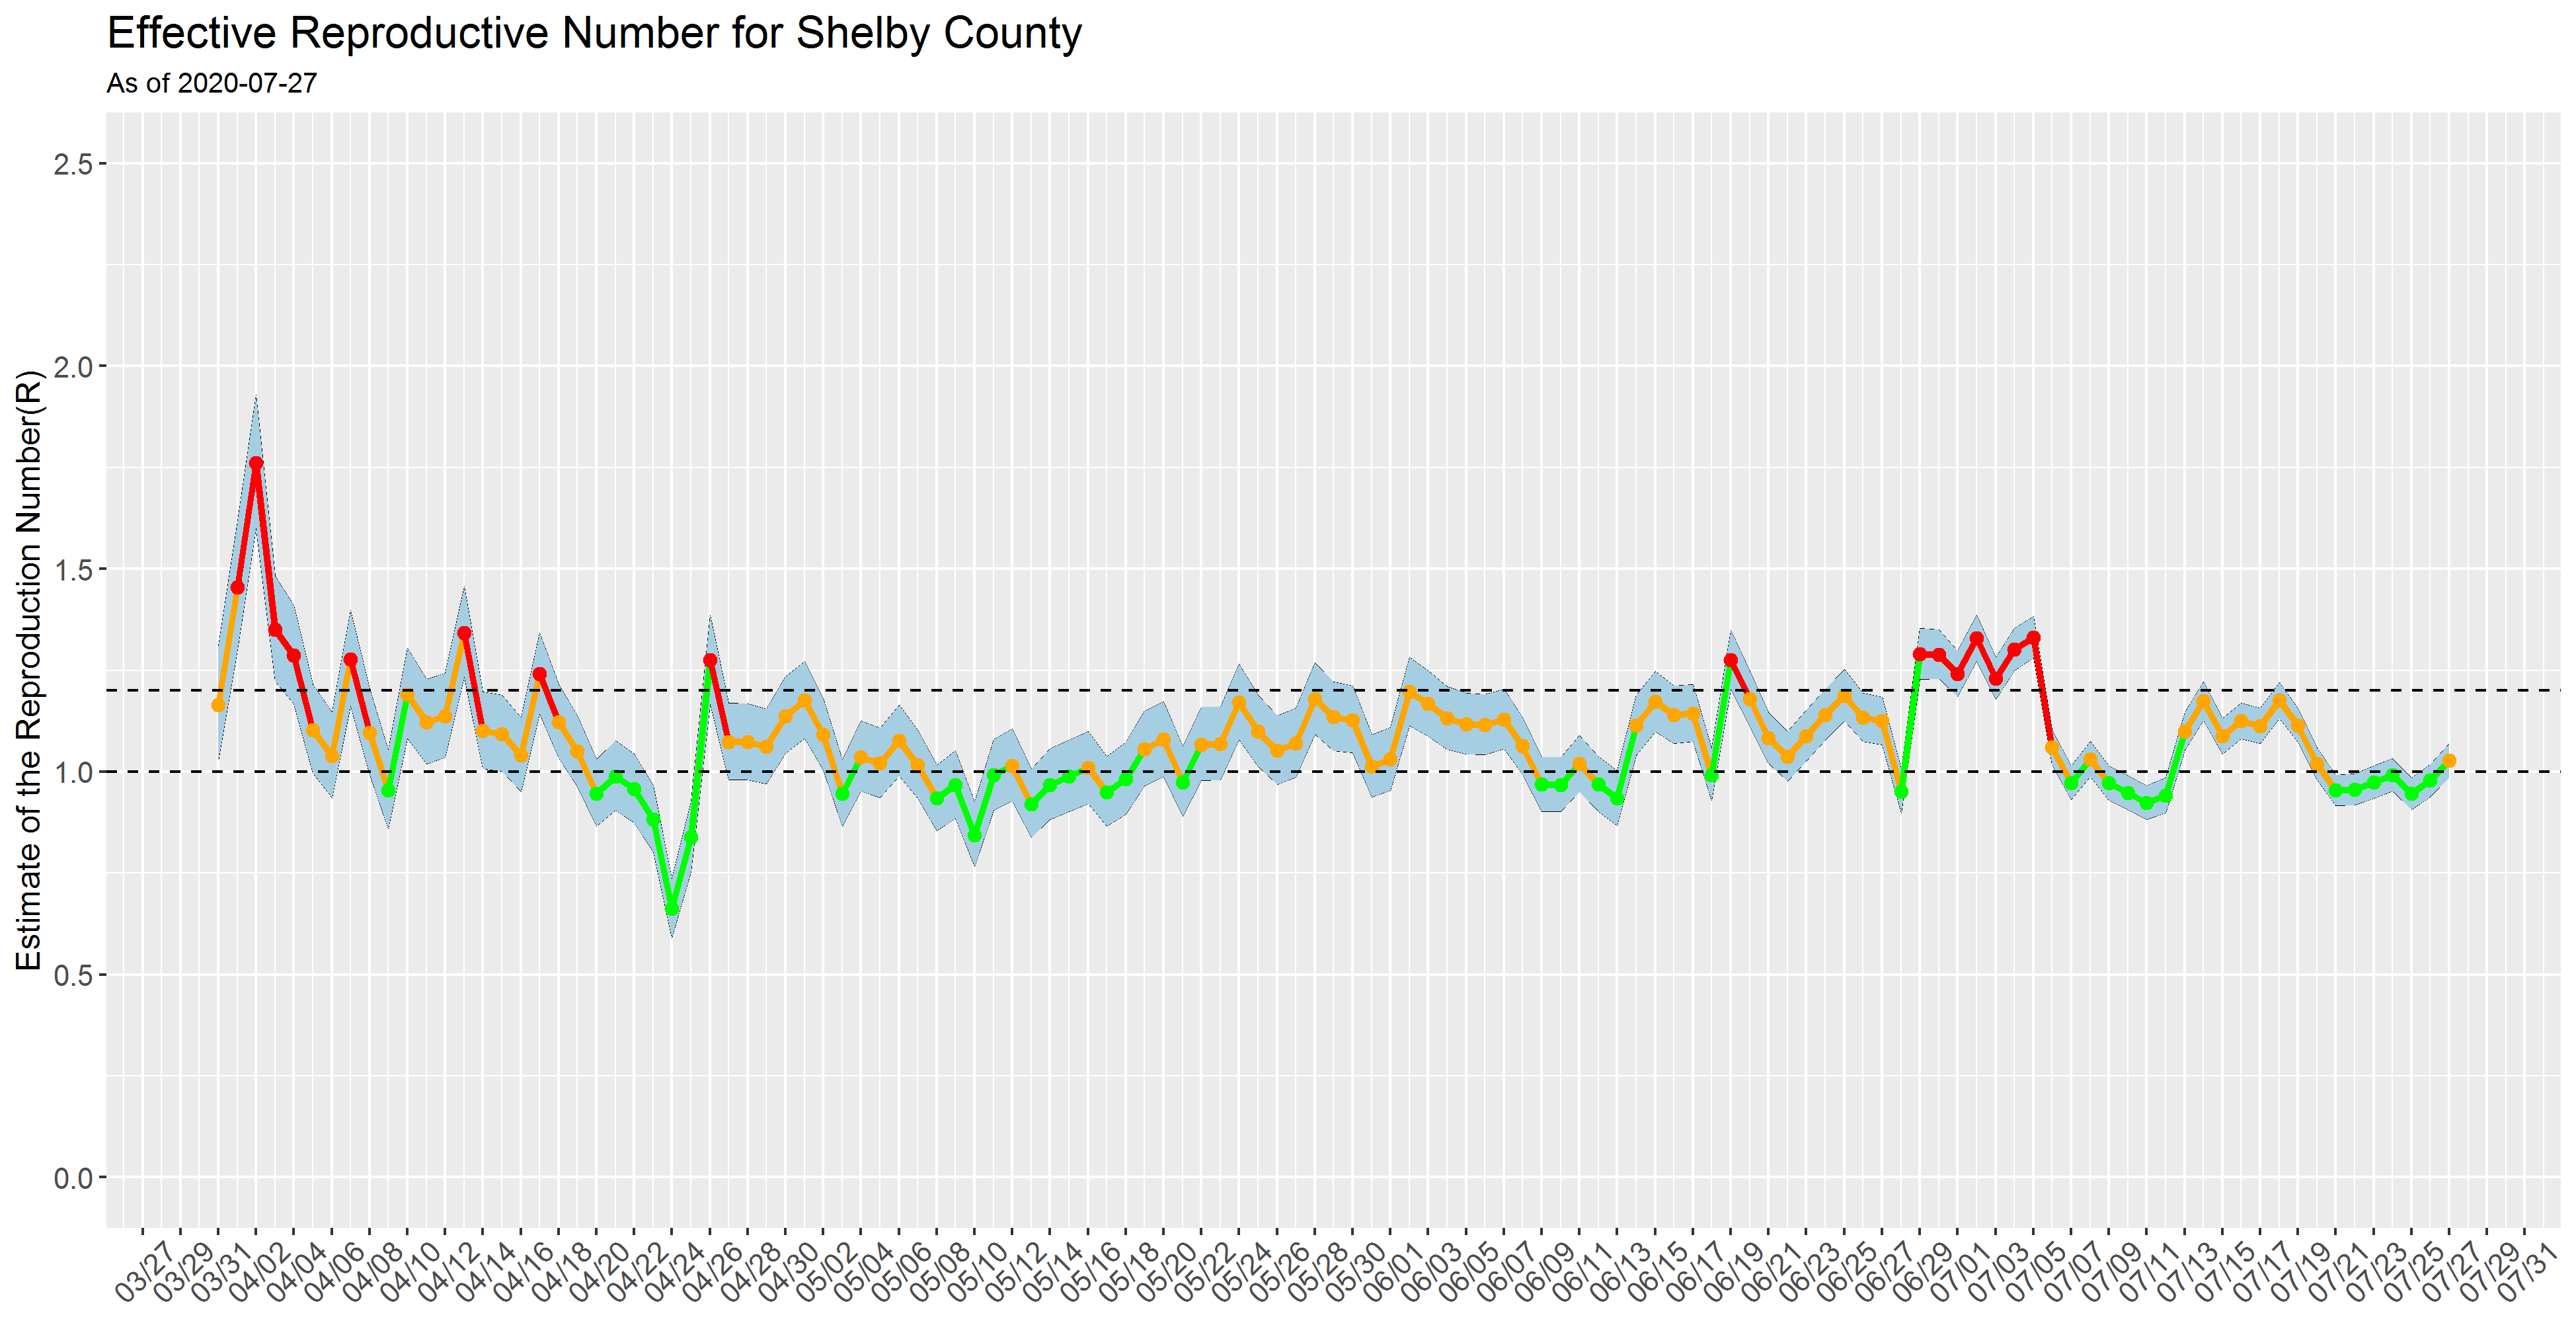 Effective Reproductive Number for Shelby County
As of 2020-07-27
Estimate of the Reproduction Number(R)
2.5
2.0
1.5
1.0
0.5
0.0
03/27 03/29 03/31 04/02 04/04 04/06 04/08 04/10 04/12 04/14 04/16 04/18 04/20 04/22 04/24 04/26 04/28 04/30 05/02 05/04 05/06 05/08 05/10 05/12 05/14 05/16 05/18 05/20 05/22 05/24 05/26 05/28 05/30 06/01 06/03 06/05 06/07 06/09 06/11 06/13 06/15 06/17 06/19 06/21 06/23 06/25 06/27 06/29 07/01 07/03 07/05 07/07 07/09 07/11 07/13 07/15 07/17 07/19 07/21 07/23 07/25 07/27 07/29 07/31